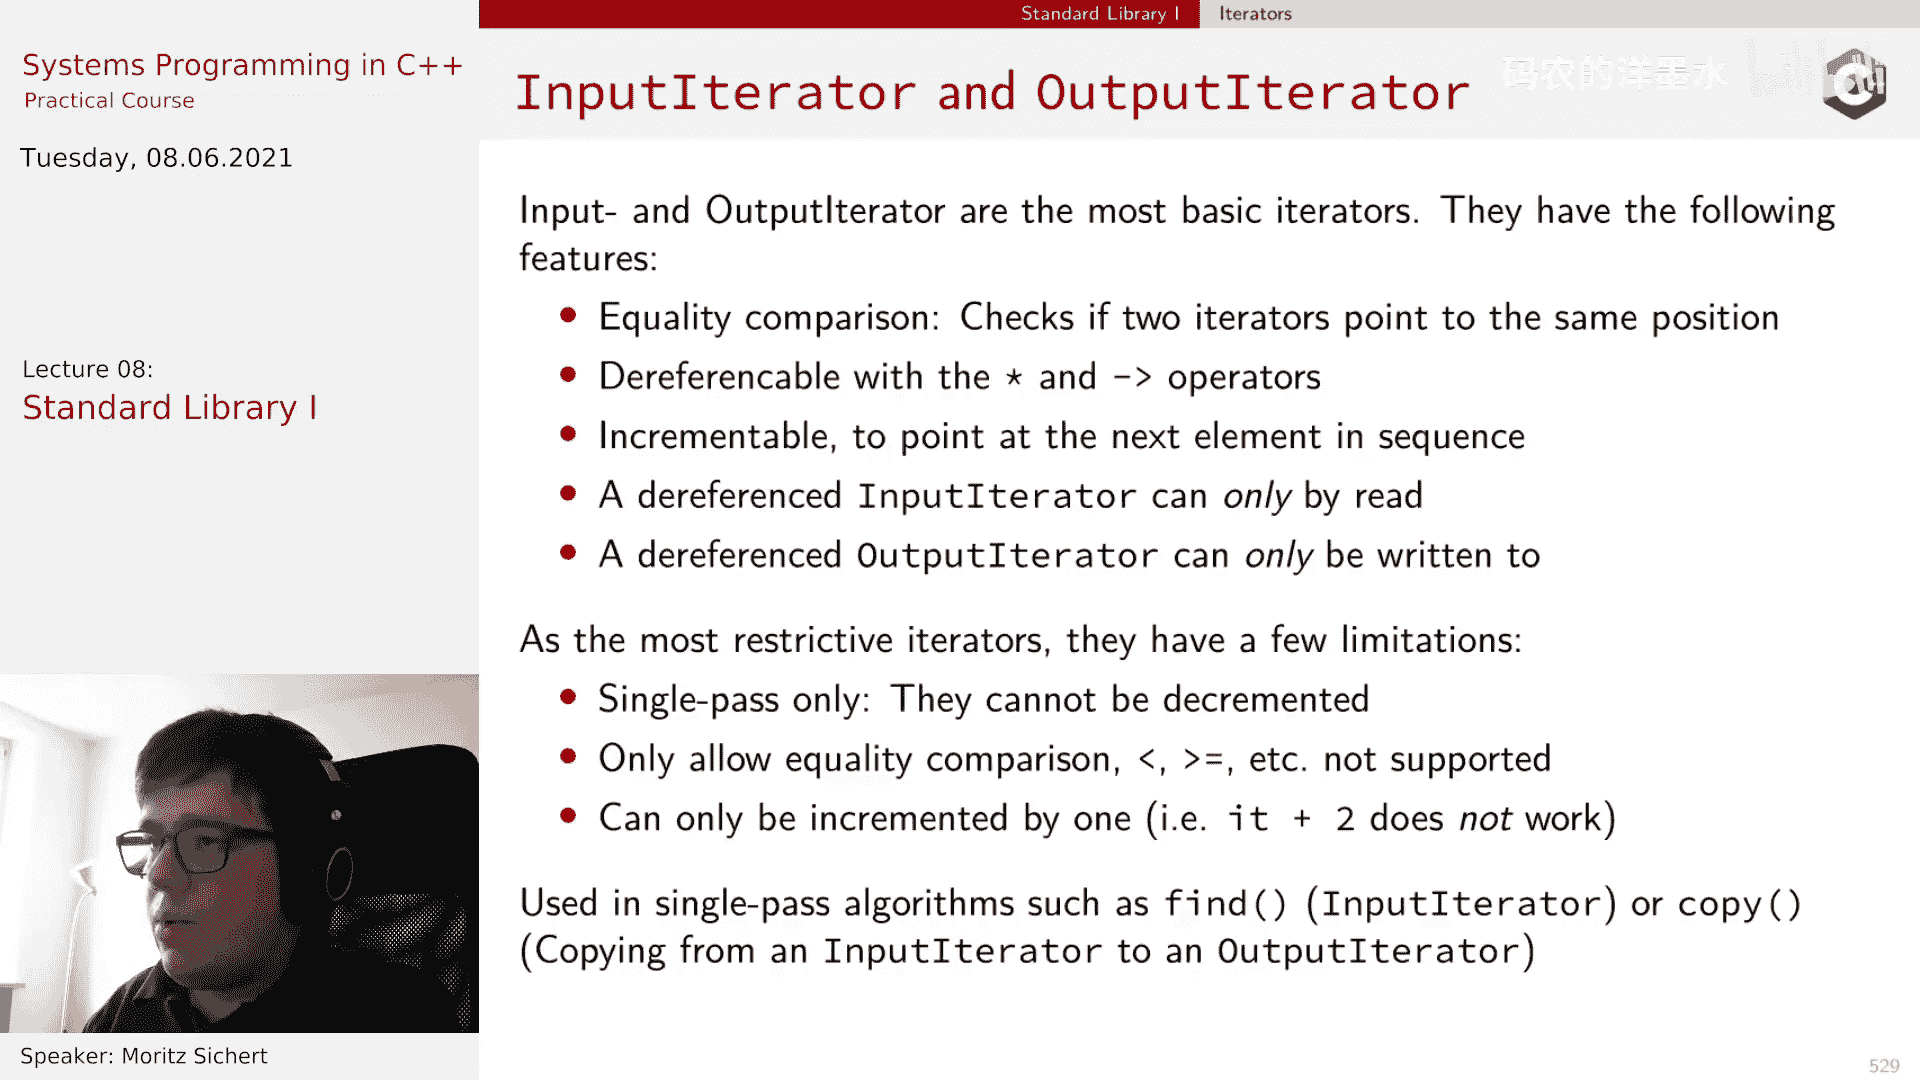 Standard Library I
Iterators
Systems Programming in C++
Practical Course
Tuesday, 08.06.2021
Lecture 08:
Standard Library I
Speaker: Moritz Sichert
InputIterator and OutputIterator
码农的洋墨水
Input- and OutputIterator are the most basic iterators. They have the following
features:
• Equality comparison: Checks if two iterators point to the same position
• Dereferencable with the * and -> operators
• Incrementable, to point at the next element in sequence
• A dereferenced InputIterator can only by read
• A dereferenced OutputIterator can only be written to
As the most restrictive iterators, they have a few limitations:
• Single-pass only: They cannot be decremented
• Only allow equality comparison, <, >=, etc. not supported
• Can only be incremented by one (i.e. it + 2 does not work)
Used in single-pass algorithms such as find() (InputIterator) or copy()
(Copying from an InputIterator to an OutputIterator)
529